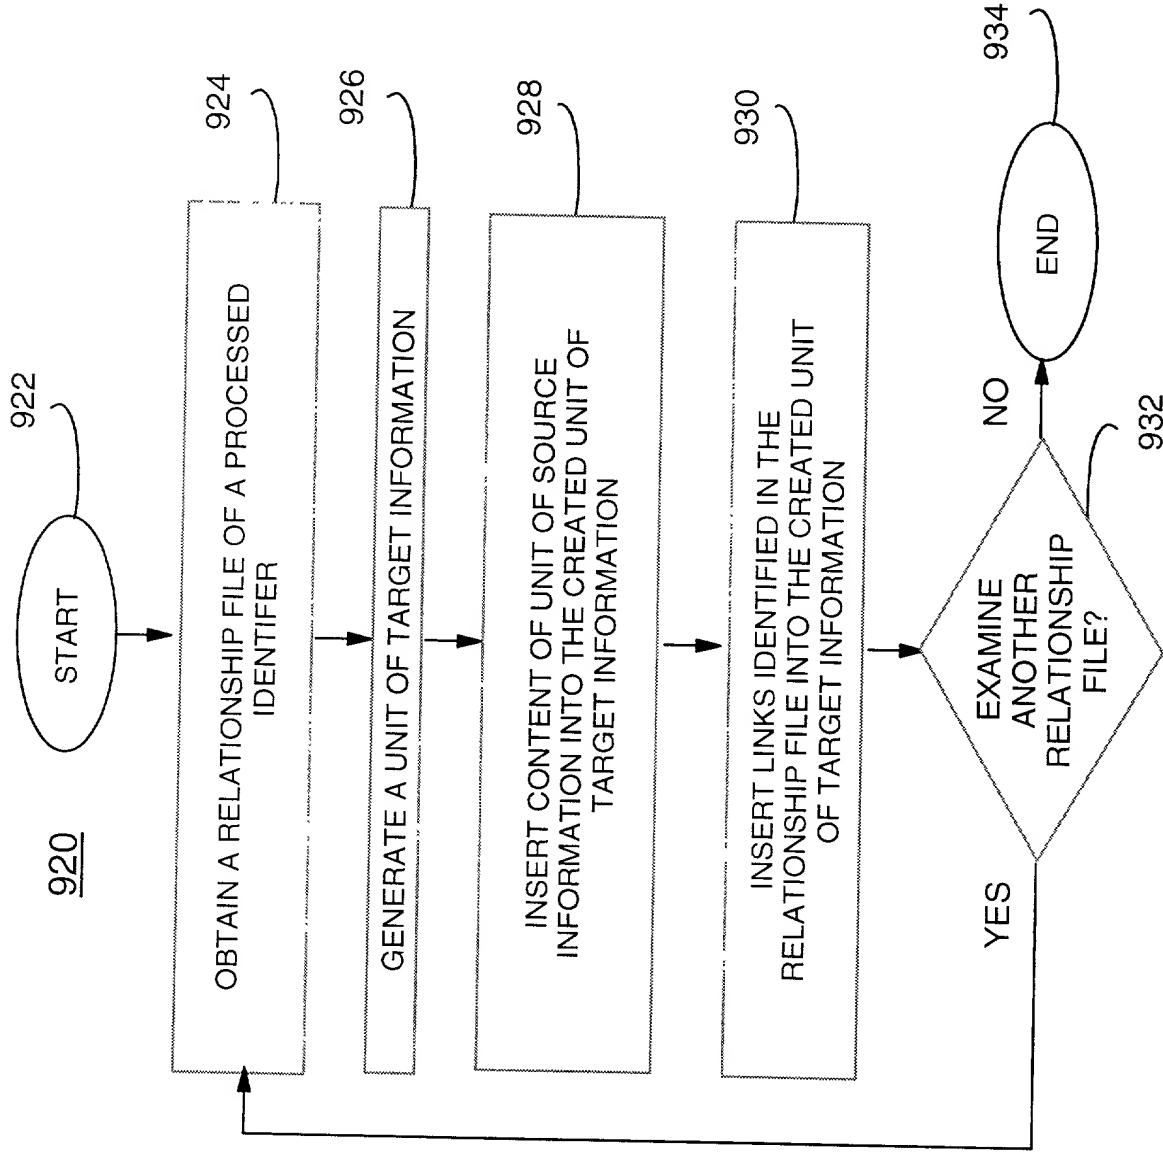 920
922
START
924
OBTAIN A RELATIONSHIP FILE OF A PROCESSED
IDENTIFER
926
GENERATE A UNIT OF TARGET INFORMATION
928
INSERT CONTENT OF UNIT OF SOURCE
INFORMATION INTO THE CREATED UNIT OF
TARGET INFORMATION
930
INSERT LINKS IDENTIFIED IN THE
RELATIONSHIP FILE INTO THE CREATED UNIT
OF TARGET INFORMATION
YES
EXAMINE
ANOTHER
RELATIONSHIP
FILE?
932
NO
END
934